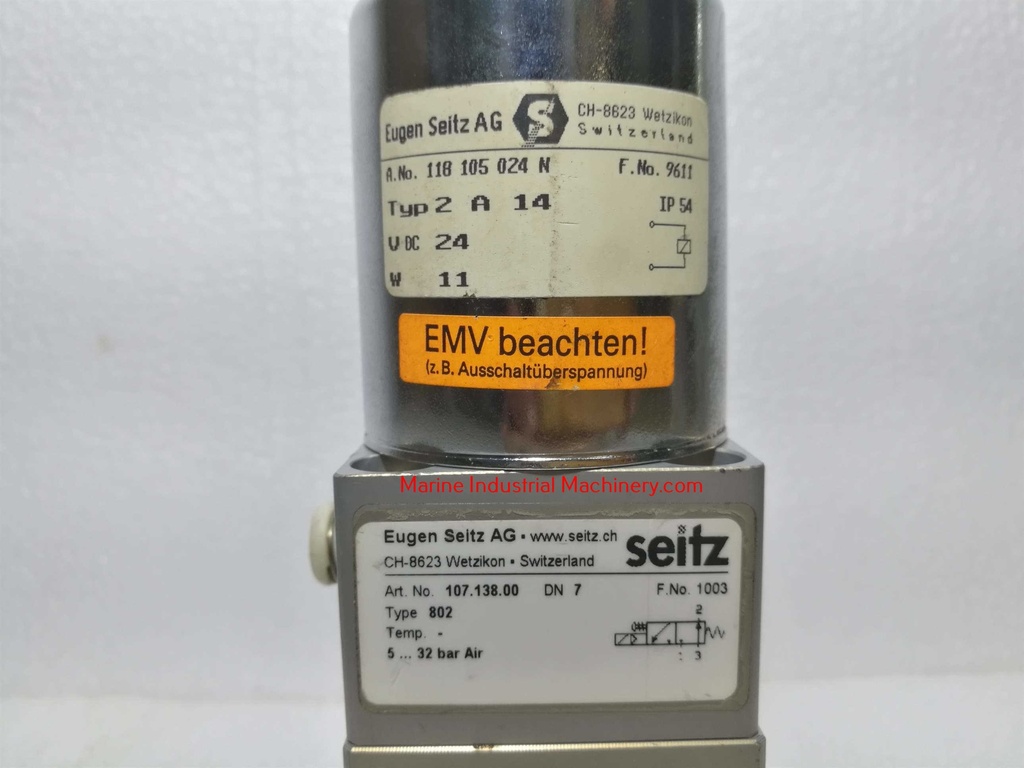 Eugen Seitz AG S CH-8623 Wetzikon
Switzerland
A.No. 118 105 024 N F.No. 9611
Typ 2 A 14 IP 54
V DC 24
W 11
EMV beachten!
(z.B. Ausschaltüberspannung)
Marine Industrial Machinery.com
Eugen Seitz AG • www.seitz.ch seitz
CH-8623 Wetzikon • Switzerland
Art. No. 107.138.00 DN 7 F.No. 1003
Type 802 2
Temp. -
5 ... 32 bar Air 3